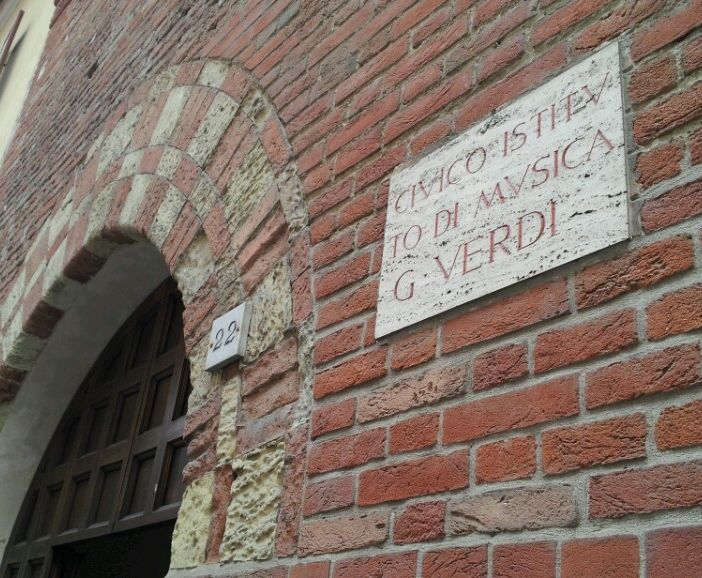 CIVICO ISTITV
TO DI MVSICA
G VERDI
22